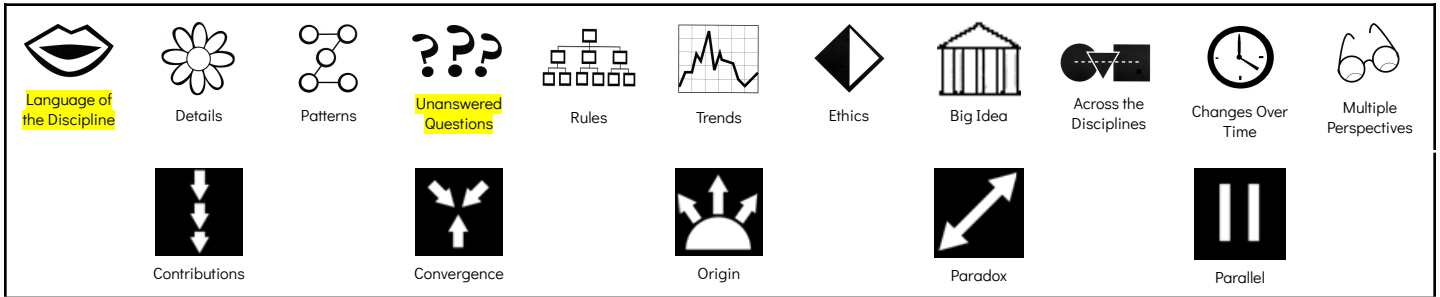 Language of
the Discipline
Details
Patterns
???
Unanswered
Questions
Rules
Trends
Ethics
Big Idea
Across the
Disciplines
Changes Over
Time
Multiple
Perspectives
Contributions
Convergence
Origin
Paradox
Parallel